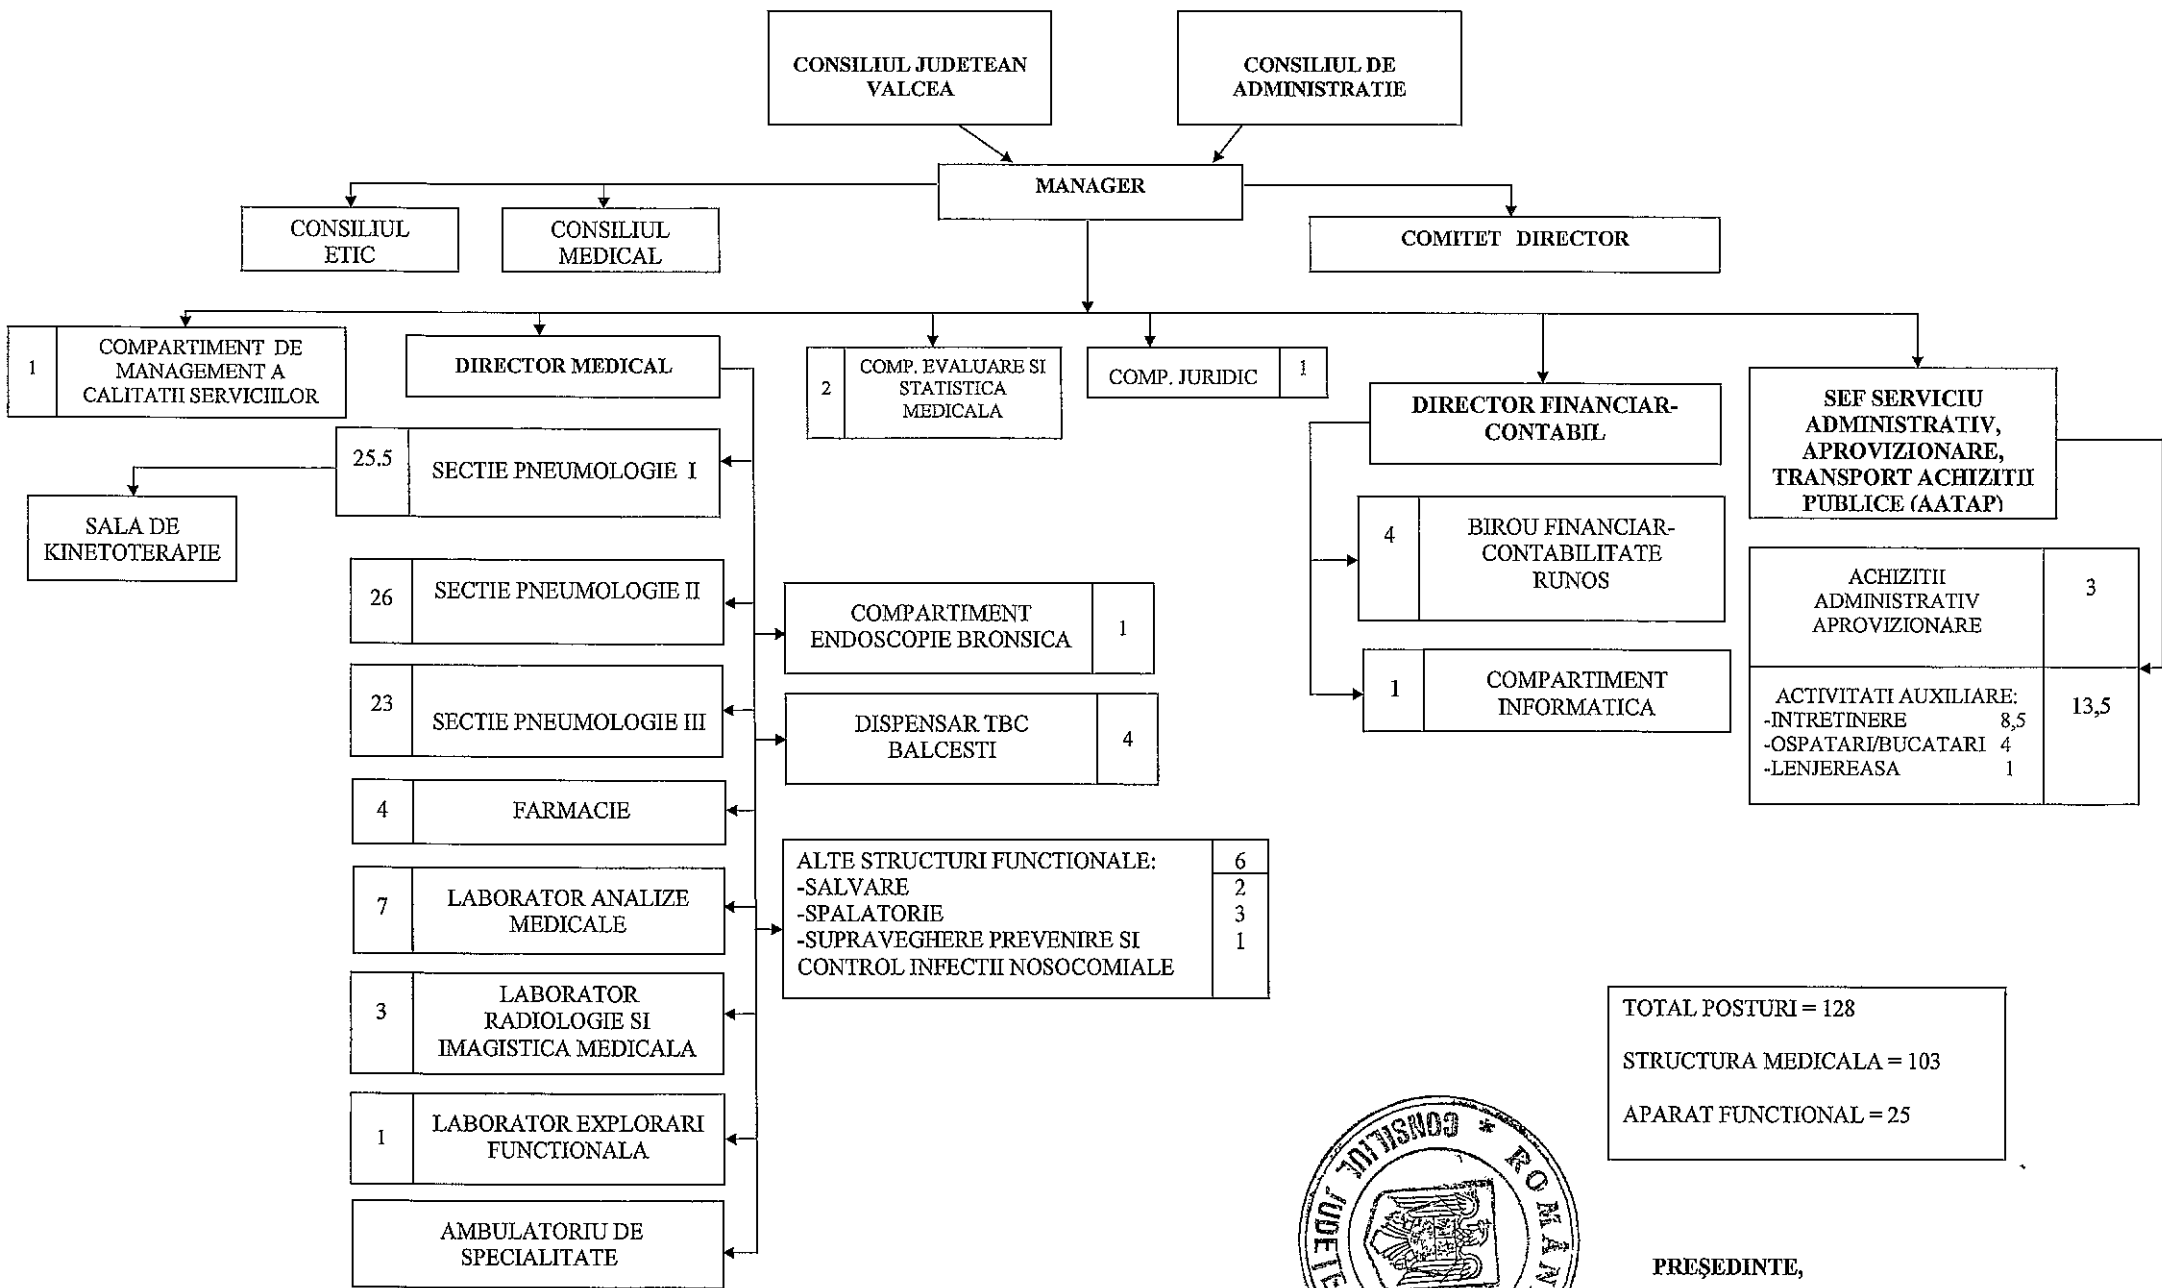 CONSILIUL JUDETEAN
VALCEA
CONSILIUL DE
ADMINISTRATIE
MANAGER
CONSILIUL
ETIC
CONSILIUL
MEDICAL
COMITET DIRECTOR
1
COMPARTIMENT DE
MANAGEMENT A
CALITATII SERVICIILOR
DIRECTOR MEDICAL
2
COMP. EVALUARE SI
STATISTICA
MEDICALA
COMP. JURIDIC
1
DIRECTOR FINANCIAR-
CONTABIL
SEF SERVICIU
ADMINISTRATIV,
APROVIZIONARE,
TRANSPORT ACHIZITII
PUBLICE (AATAP)
25.5
SECTIE PNEUMOLOGIE I
SALA DE
KINETOTERAPIE
26
SECTIE PNEUMOLOGIE II
23
SECTIE PNEUMOLOGIE III
4
FARMACIE
7
LABORATOR ANALIZE
MEDICALE
3
LABORATOR
RADIOLOGIE SI
IMAGISTICA MEDICALA
1
LABORATOR EXPLORARI
FUNCTIONALA
AMBULATORIU DE
SPECIALITATE
COMPARTIMENT
ENDOSCOPIE BRONSICA
1
DISPENSAR TBC
BALCESTI
4
ALTE STRUCTURI FUNCTIONALE: 6
-SALVARE 2
-SPALATORIE 3
-SUPRAVEGHERE PREVENIRE SI 1
CONTROL INFECTII NOSOCOMIALE
4
BIROU FINANCIAR-
CONTABILITATE
RUNOS
1
COMPARTIMENT
INFORMATICA
ACHIZITII
ADMINISTRATIV
APROVIZIONARE
3
ACTIVITATI AUXILIARE:
-INTRETINERE 8,5
-OSPATARI/BUCATARI 4
-LENJEREASA 1
13,5
TOTAL POSTURI = 128
STRUCTURA MEDICALA = 103
APARAT FUNCTIONAL = 25
CONSILIUL * ROMÂN
PREŞEDINTE,